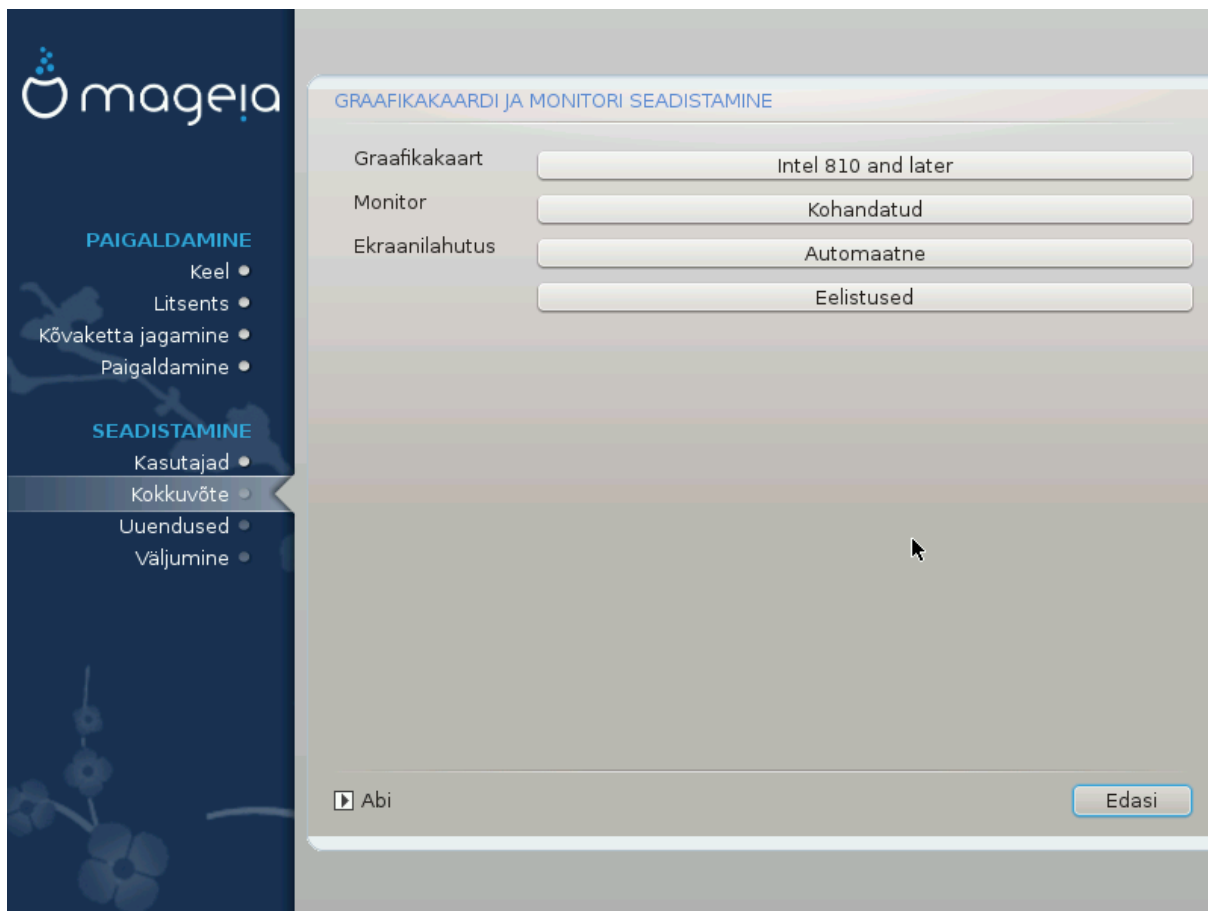 mageia
GRAAFIKAKAARDI JA MONITORI SEADISTAMINE
Graafikakaart
Intel 810 and later
Monitor
Kohandatud
Ekraanilahutus
Automaatne
Eelistused
PAIGALDAMINE
Keel
Litsents
Kõvaketta jagamine
Paigaldamine
SEADISTAMINE
Kasutajad
Kokkuvõte
Uuendused
Väljumine
Abi
Edasi